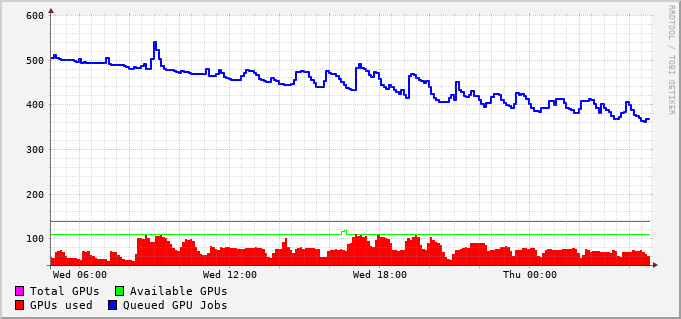 600
500
400
300
200
100
Wed 06:00 Wed 12:00 Wed 18:00 Thu 00:00
Total GPUs Available GPUs
GPUs used Queued GPU Jobs
RRDTOOL / TOBI OETIKER